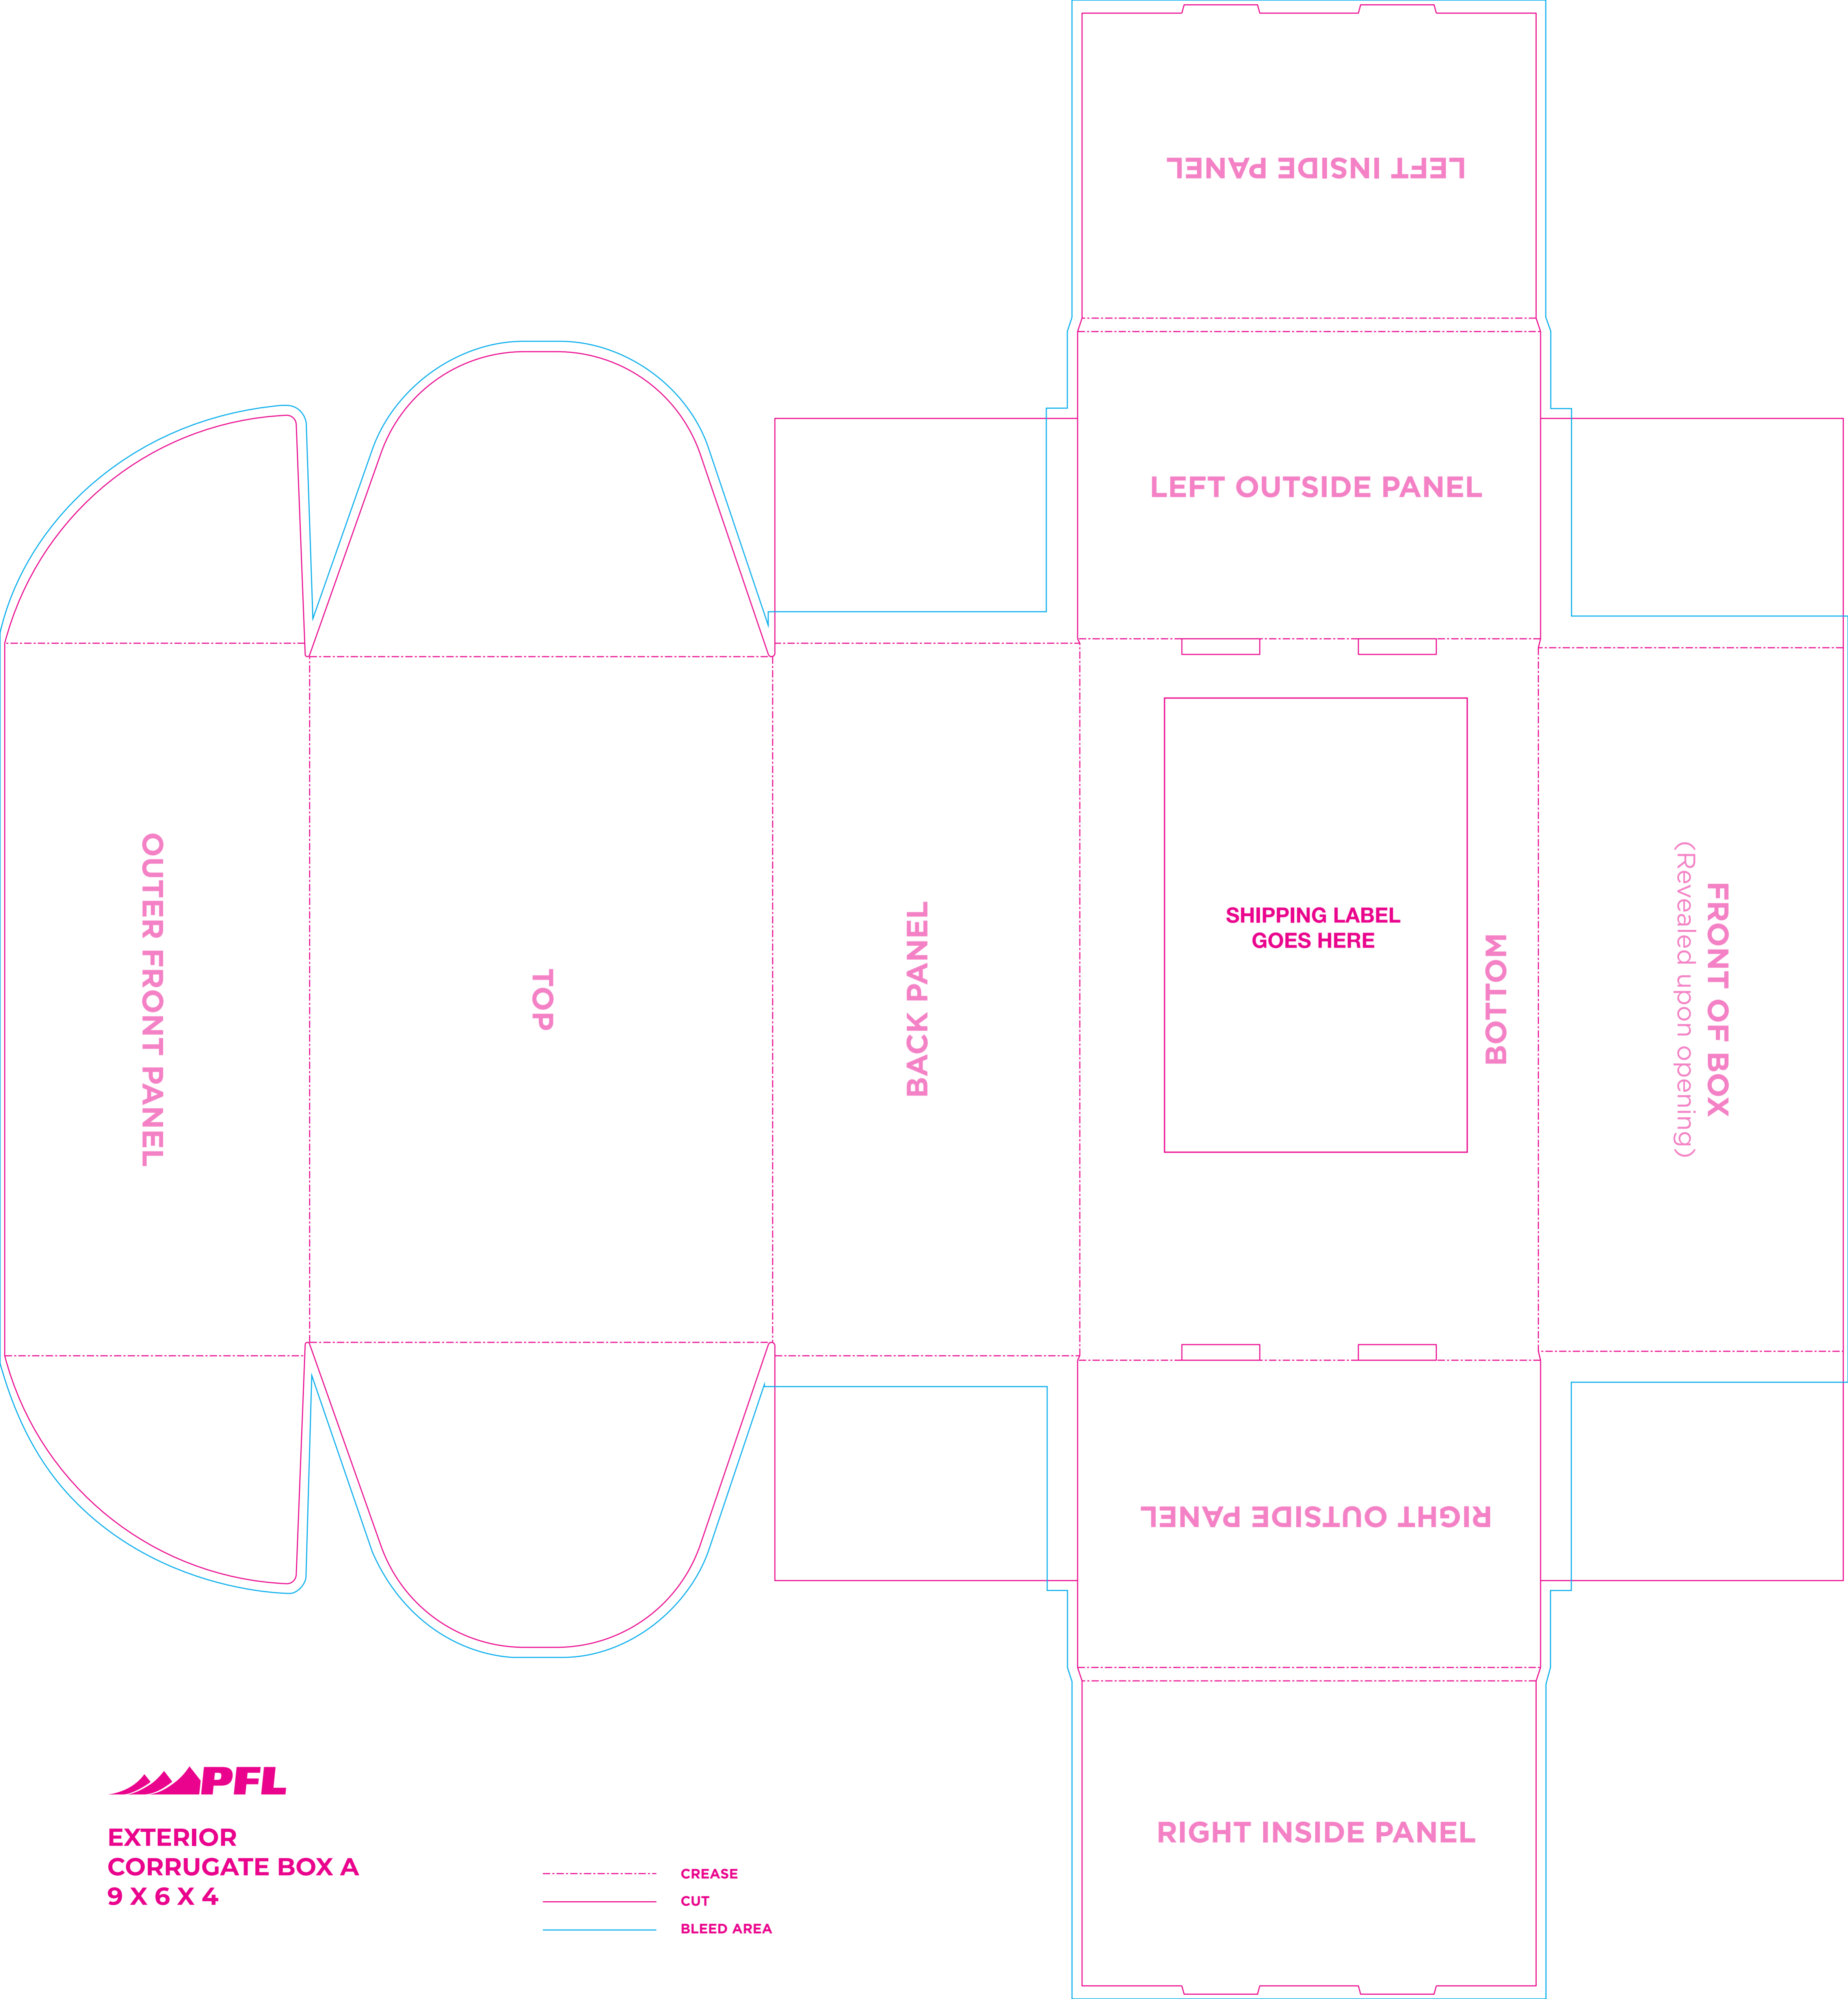 LEFT INSIDE PANEL
LEFT OUTSIDE PANEL
OUTER FRONT PANEL
TOP
BACK PANEL
SHIPPING LABEL
GOES HERE
BOTTOM
FRONT OF BOX
(Revealed upon opening)
RIGHT OUTSIDE PANEL
RIGHT INSIDE PANEL
PFL
EXTERIOR
CORRUGATE BOX A
9 X 6 X 4
CREASE
CUT
BLEED AREA